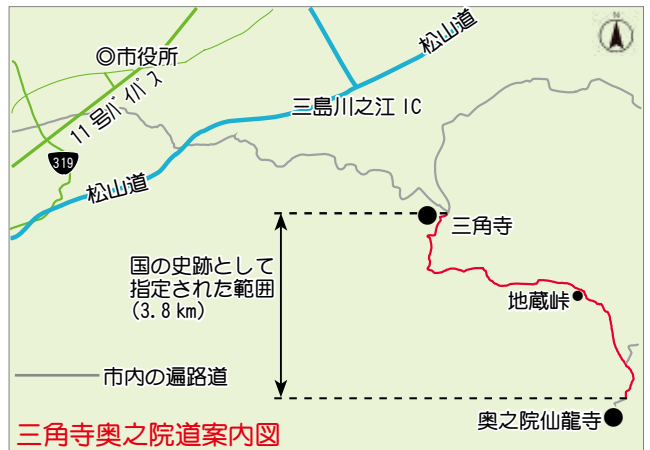 N
松山道
◎市役所
11号バイパス
三島川之江IC
319
松山道
三角寺
国の史跡として
指定された範囲
(3.8km)
地蔵峠
市内の遍路道
奥之院仙龍寺
三角寺奥之院道案内図